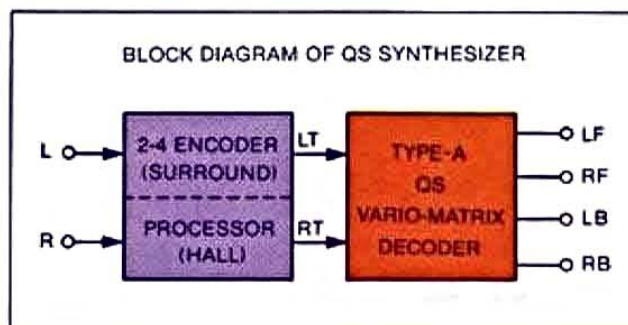 BLOCK DIAGRAM OF QS SYNTHESIZER
L
2-4 ENCODER
(SURROUND)
LT
PROCESSOR
(HALL)
R
RT
TYPE-A
QS
VARIO-MATRIX
DECODER
LF
RF
LB
RB